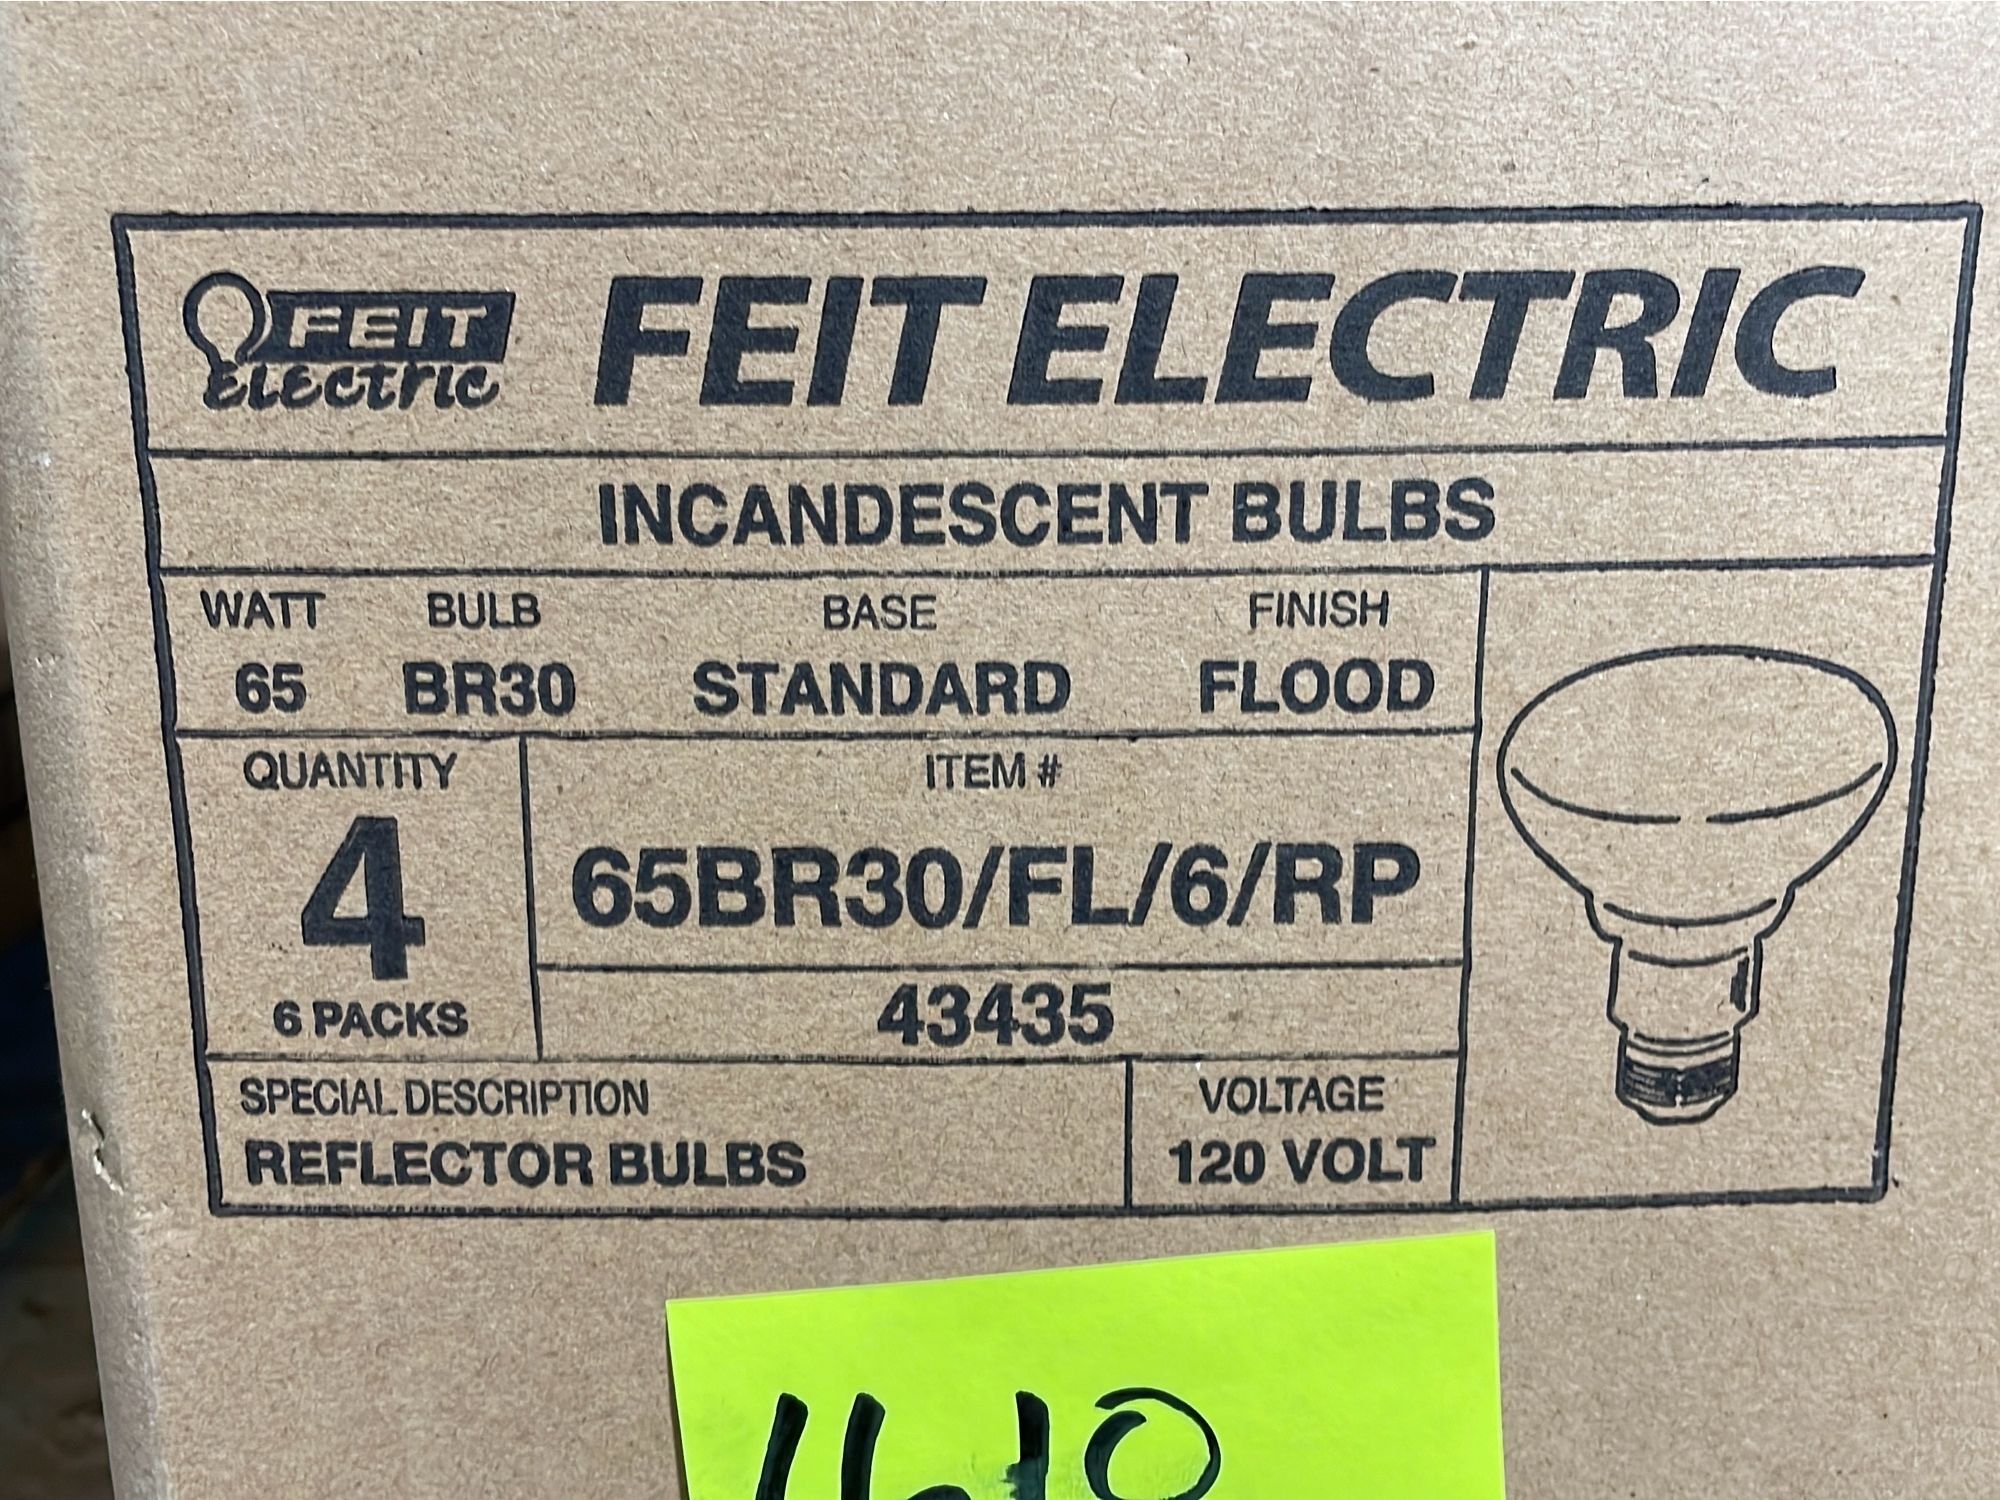 FEIT
Electric
FEIT ELECTRIC
INCANDESCENT BULBS
WATT BULB BASE FINISH
65 BR30 STANDARD FLOOD
QUANTITY
4
6 PACKS
ITEM #
65BR30/FL/6/RP
43435
SPECIAL DESCRIPTION
REFLECTOR BULBS
VOLTAGE
120 VOLT